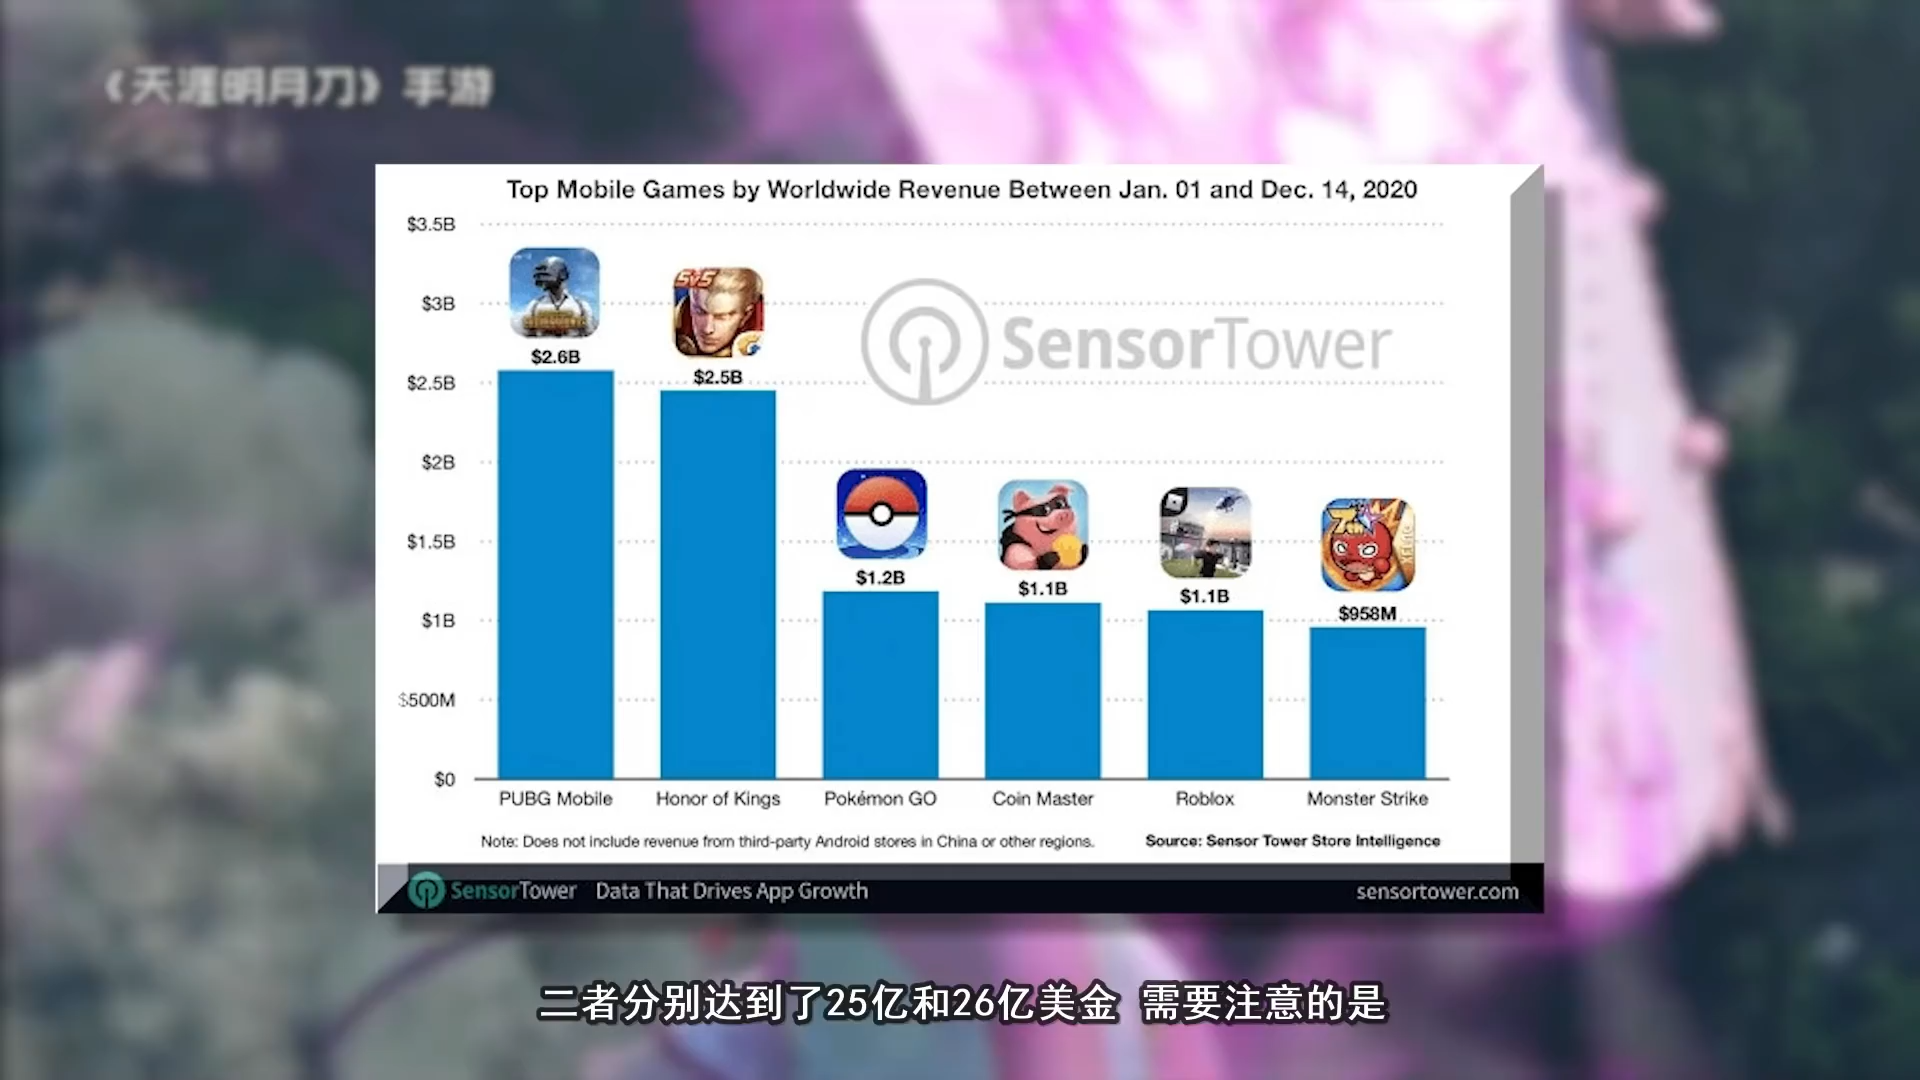 《天涯明月刀》手游
Top Mobile Games by Worldwide Revenue Between Jan. 01 and Dec. 14, 2020
$3.5B
$3B
$2.5B
$2B
$1.5B
$1B
$500M
$0
5v5
SensorTower
$2.6B
$2.5B
$1.2B
$1.1B
$1.1B
$958M
PUBG Mobile
Honor of Kings
Pokémon GO
Coin Master
Roblox
Monster Strike
Note: Does not include revenue from third-party Android stores in China or other regions.
Source: Sensor Tower Store Intelligence
SensorTower Data That Drives App Growth
sensortower.com
二者分别达到了25亿和26亿美金 需要注意的是